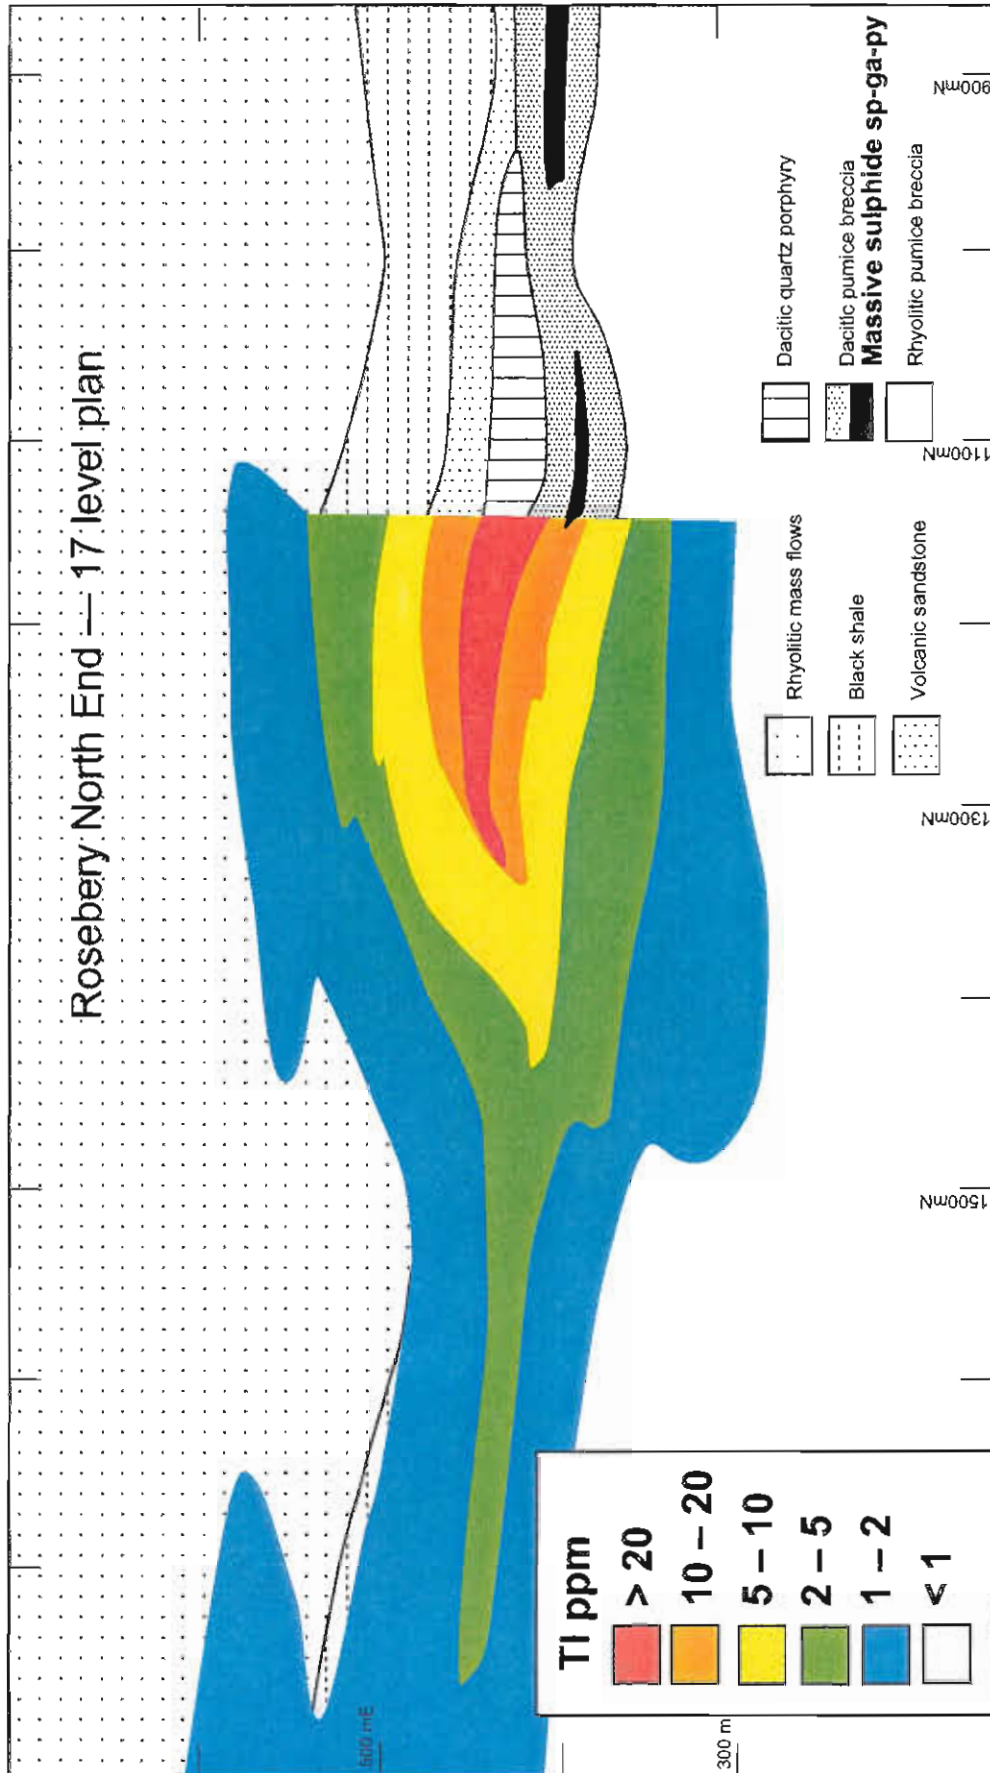 Rosebery North End — 17 level plan
500 mE
300 m
1500mN
1300mN
1100mN
900mN
Tl ppm
> 20
10 – 20
5 – 10
2 – 5
1 – 2
< 1
Rhyolitic mass flows
Black shale
Volcanic sandstone
Dacitic quartz porphyry
Dacitic pumice breccia
Massive sulphide sp-ga-py
Rhyolitic pumice breccia